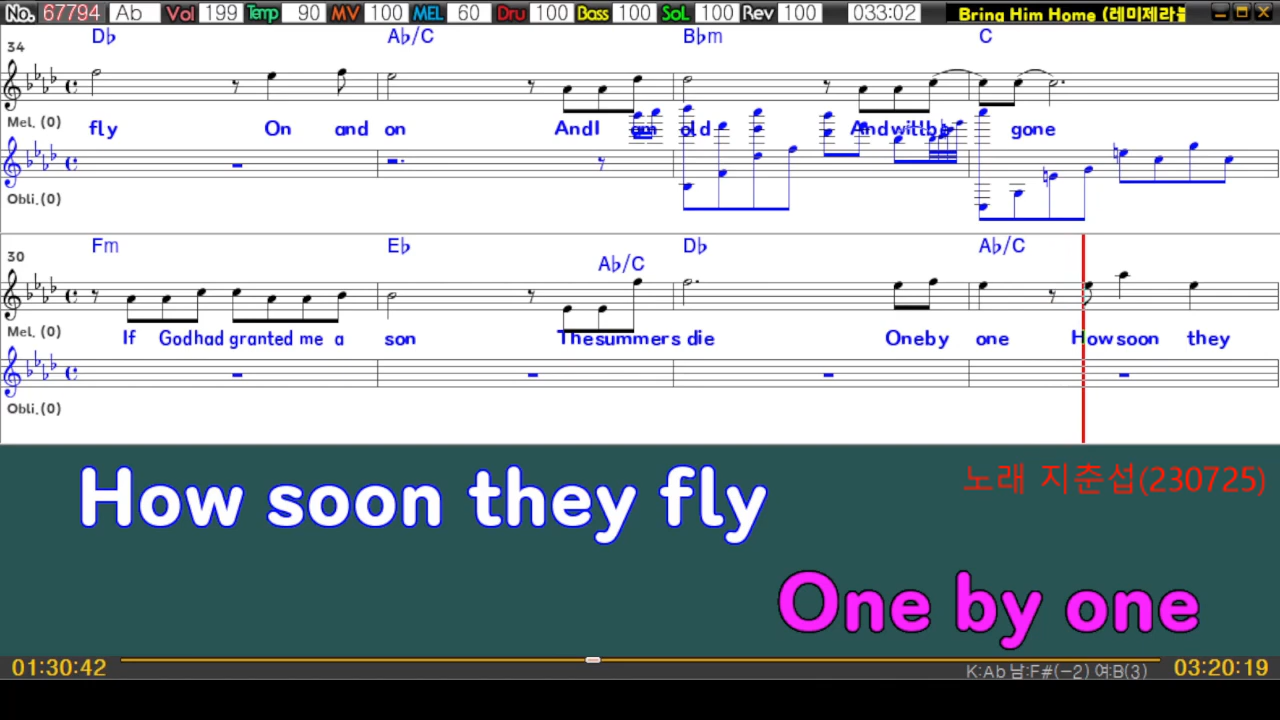 No. 67794 Ab Vol 199 Temp 90 MV 100 MEL 60 Dru 100 Bass 100 SoL 100 Rev 100 033:02 Bring Him Home (레미제라블
34 D♭ A♭/C B♭m C
Mel. (0) fly On and on And I am old And will be gone
Obli.(0)
30 Fm E♭ A♭/C D♭ A♭/C
Mel. (0) If God had granted me a son The summers die One by one How soon they
Obli.(0)
노래 지춘섭(230725)
How soon they fly
One by one
01:30:42 K:Ab 남:F#(-2) 여:B(3) 03:20:19